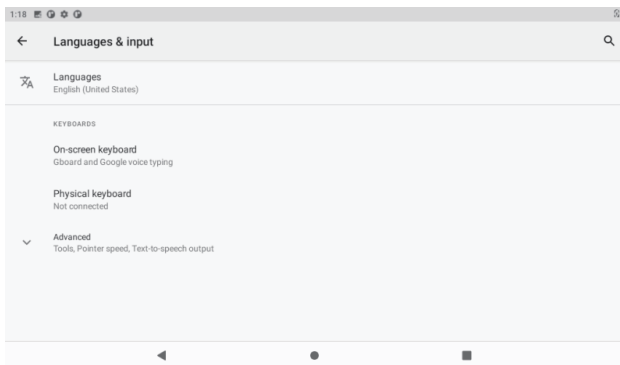 1:18
Languages & input
Languages
English (United States)
KEYBOARDS
On-screen keyboard
Gboard and Google voice typing
Physical keyboard
Not connected
Advanced
Tools, Pointer speed, Text-to-speech output